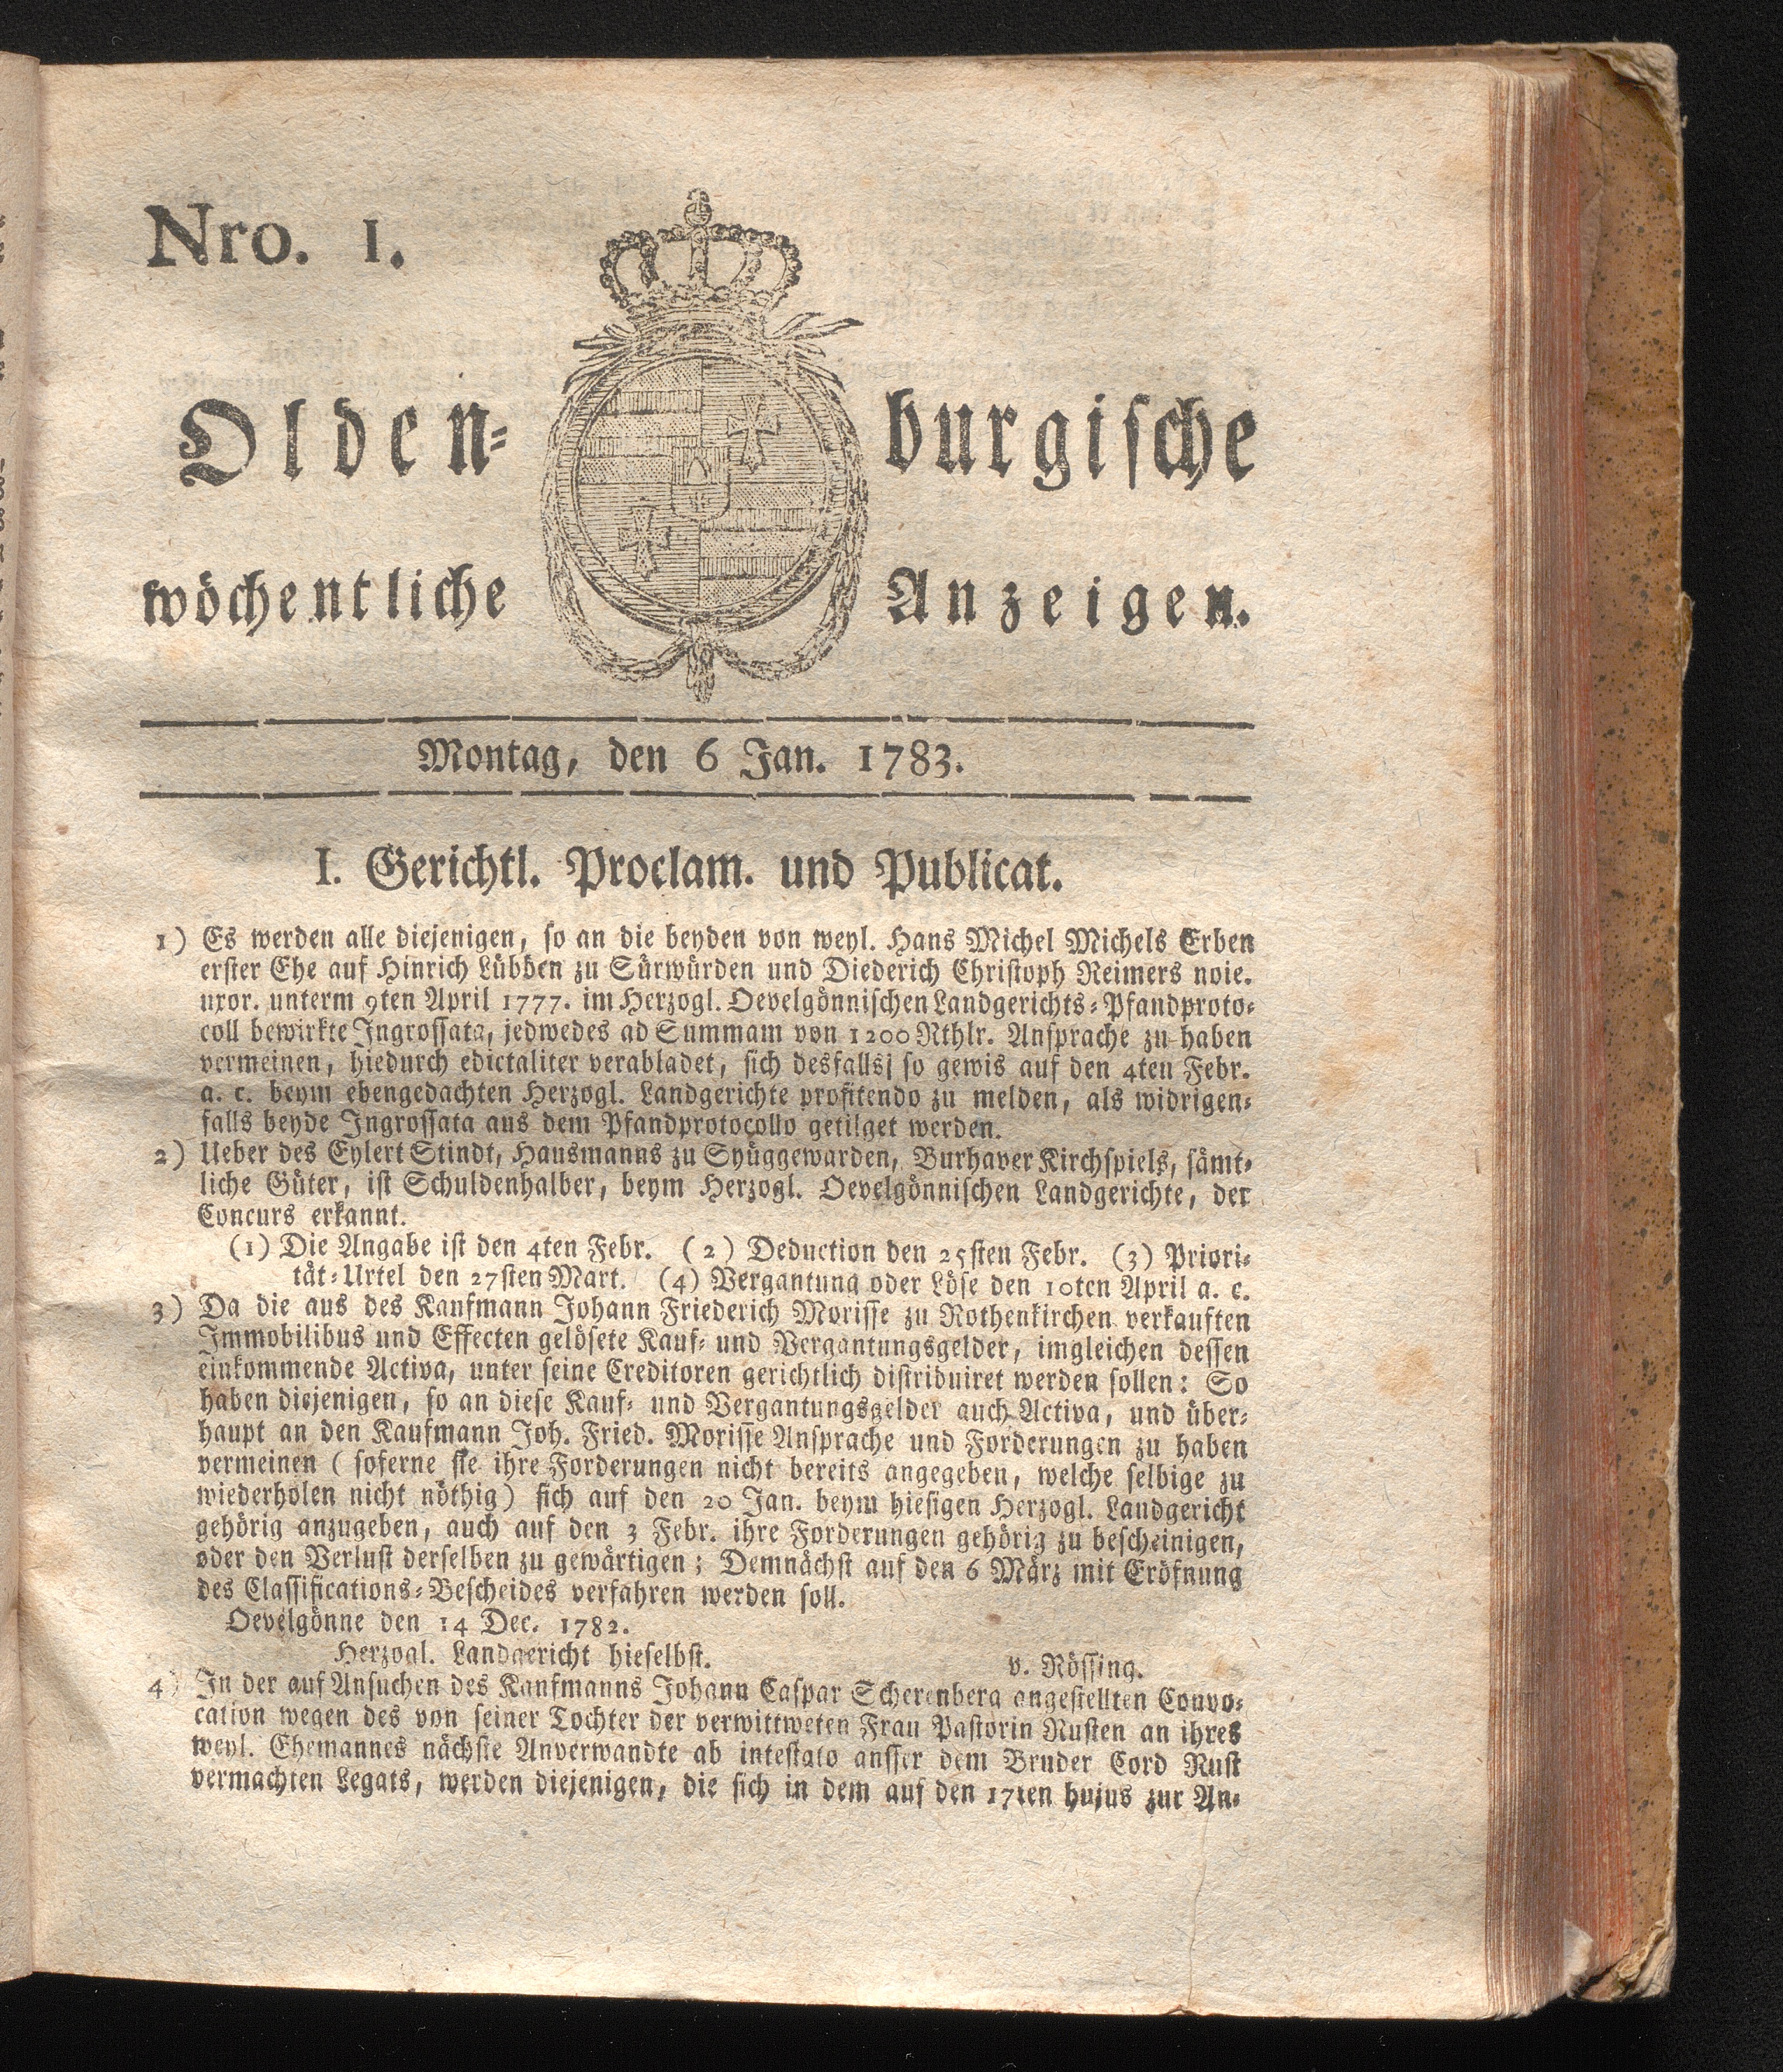 Nro. 1.
Olden-burgische
wöchentliche Anzeigen.
Montag, den 6 Jan. 1783.
I. Gerichtl. Proclam. und Publicat.
1) Es werden alle diejenigen, so an die beyden von weyl. Hans Michel Michels Erben
erster Ehe auf Hinrich Lübben zu Sürwürden und Diederich Christoph Reimers noie.
uxor. unterm 9ten April 1777. im Herzogl. Oevelgönnischen Landgerichts-Pfandproto-
coll bewirkte Ingrossata, jedwedes ad Summam von 1200 Rthlr. Ansprache zu haben
vermeinen, hiedurch edictaliter verabladet, sich desfalls so gewis auf den 4ten Febr.
a. c. beym ebengedachten Herzogl. Landgerichte profitendo zu melden, als widrigen-
falls beyde Ingrossata aus dem Pfandprotocollo getilget werden.
2) Ueber des Eylert Stindt, Hausmanns zu Syüggewarden, Burhaver Kirchspiels, sämt-
liche Güter, ist Schuldenhalber, beym Herzogl. Oevelgönnischen Landgerichte, der
Concurs erkannt.
(1) Die Angabe ist den 4ten Febr. (2) Deduction den 25sten Febr. (3) Priori-
tät-Urtel den 27sten Mart. (4) Vergantung oder Löse den 10ten April a. c.
3) Da die aus des Kaufmann Johann Friederich Morisse zu Rothenkirchen verkauften
Immobilibus und Effecten gelösete Kauf- und Vergantungsgelder, imgleichen dessen
einkommende Activa, unter seine Creditoren gerichtlich distribuiret werden sollen: So
haben diejenigen, so an diese Kauf- und Vergantungsgelder auch Activa, und über-
haupt an den Kaufmann Joh. Fried. Morisse Ansprache und Forderungen zu haben
vermeinen (soferne sie ihre Forderungen nicht bereits angegeben, welche selbige zu
wiederholen nicht nöthig) sich auf den 20 Jan. beym hiesigen Herzogl. Landgericht
gehörig anzugeben, auch auf den 3 Febr. ihre Forderungen gehörig zu bescheinigen,
oder den Verlust derselben zu gewärtigen; Demnächst auf den 6 März mit Eröfnung
des Classifications-Bescheides verfahren werden soll.
Oevelgönne den 14 Dec. 1782.
Herzogl. Landgericht hieselbst. v. Rössing.
4) In der auf Ansuchen des Kaufmanns Johann Caspar Scherenberg angestellten Convo-
cation wegen des von seiner Tochter der verwittweten Frau Pastorin Rusten an ihres
weyl. Ehemannes nächste Anverwandte ab intestato ausser dem Bruder Cord Rust
vermachten Legats, werden diejenigen, die sich in dem auf den 17ten hujus zur An-